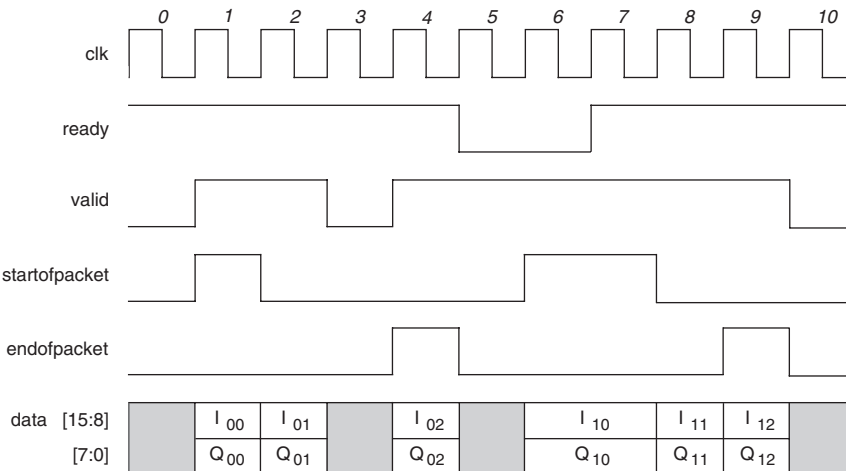 0 1 2 3 4 5 6 7 8 9 10
clk
ready
valid
startofpacket
endofpacket
data [15:8] I 00 I 01 I 02 I 10 I 11 I 12
[7:0] Q 00 Q 01 Q 02 Q 10 Q 11 Q 12